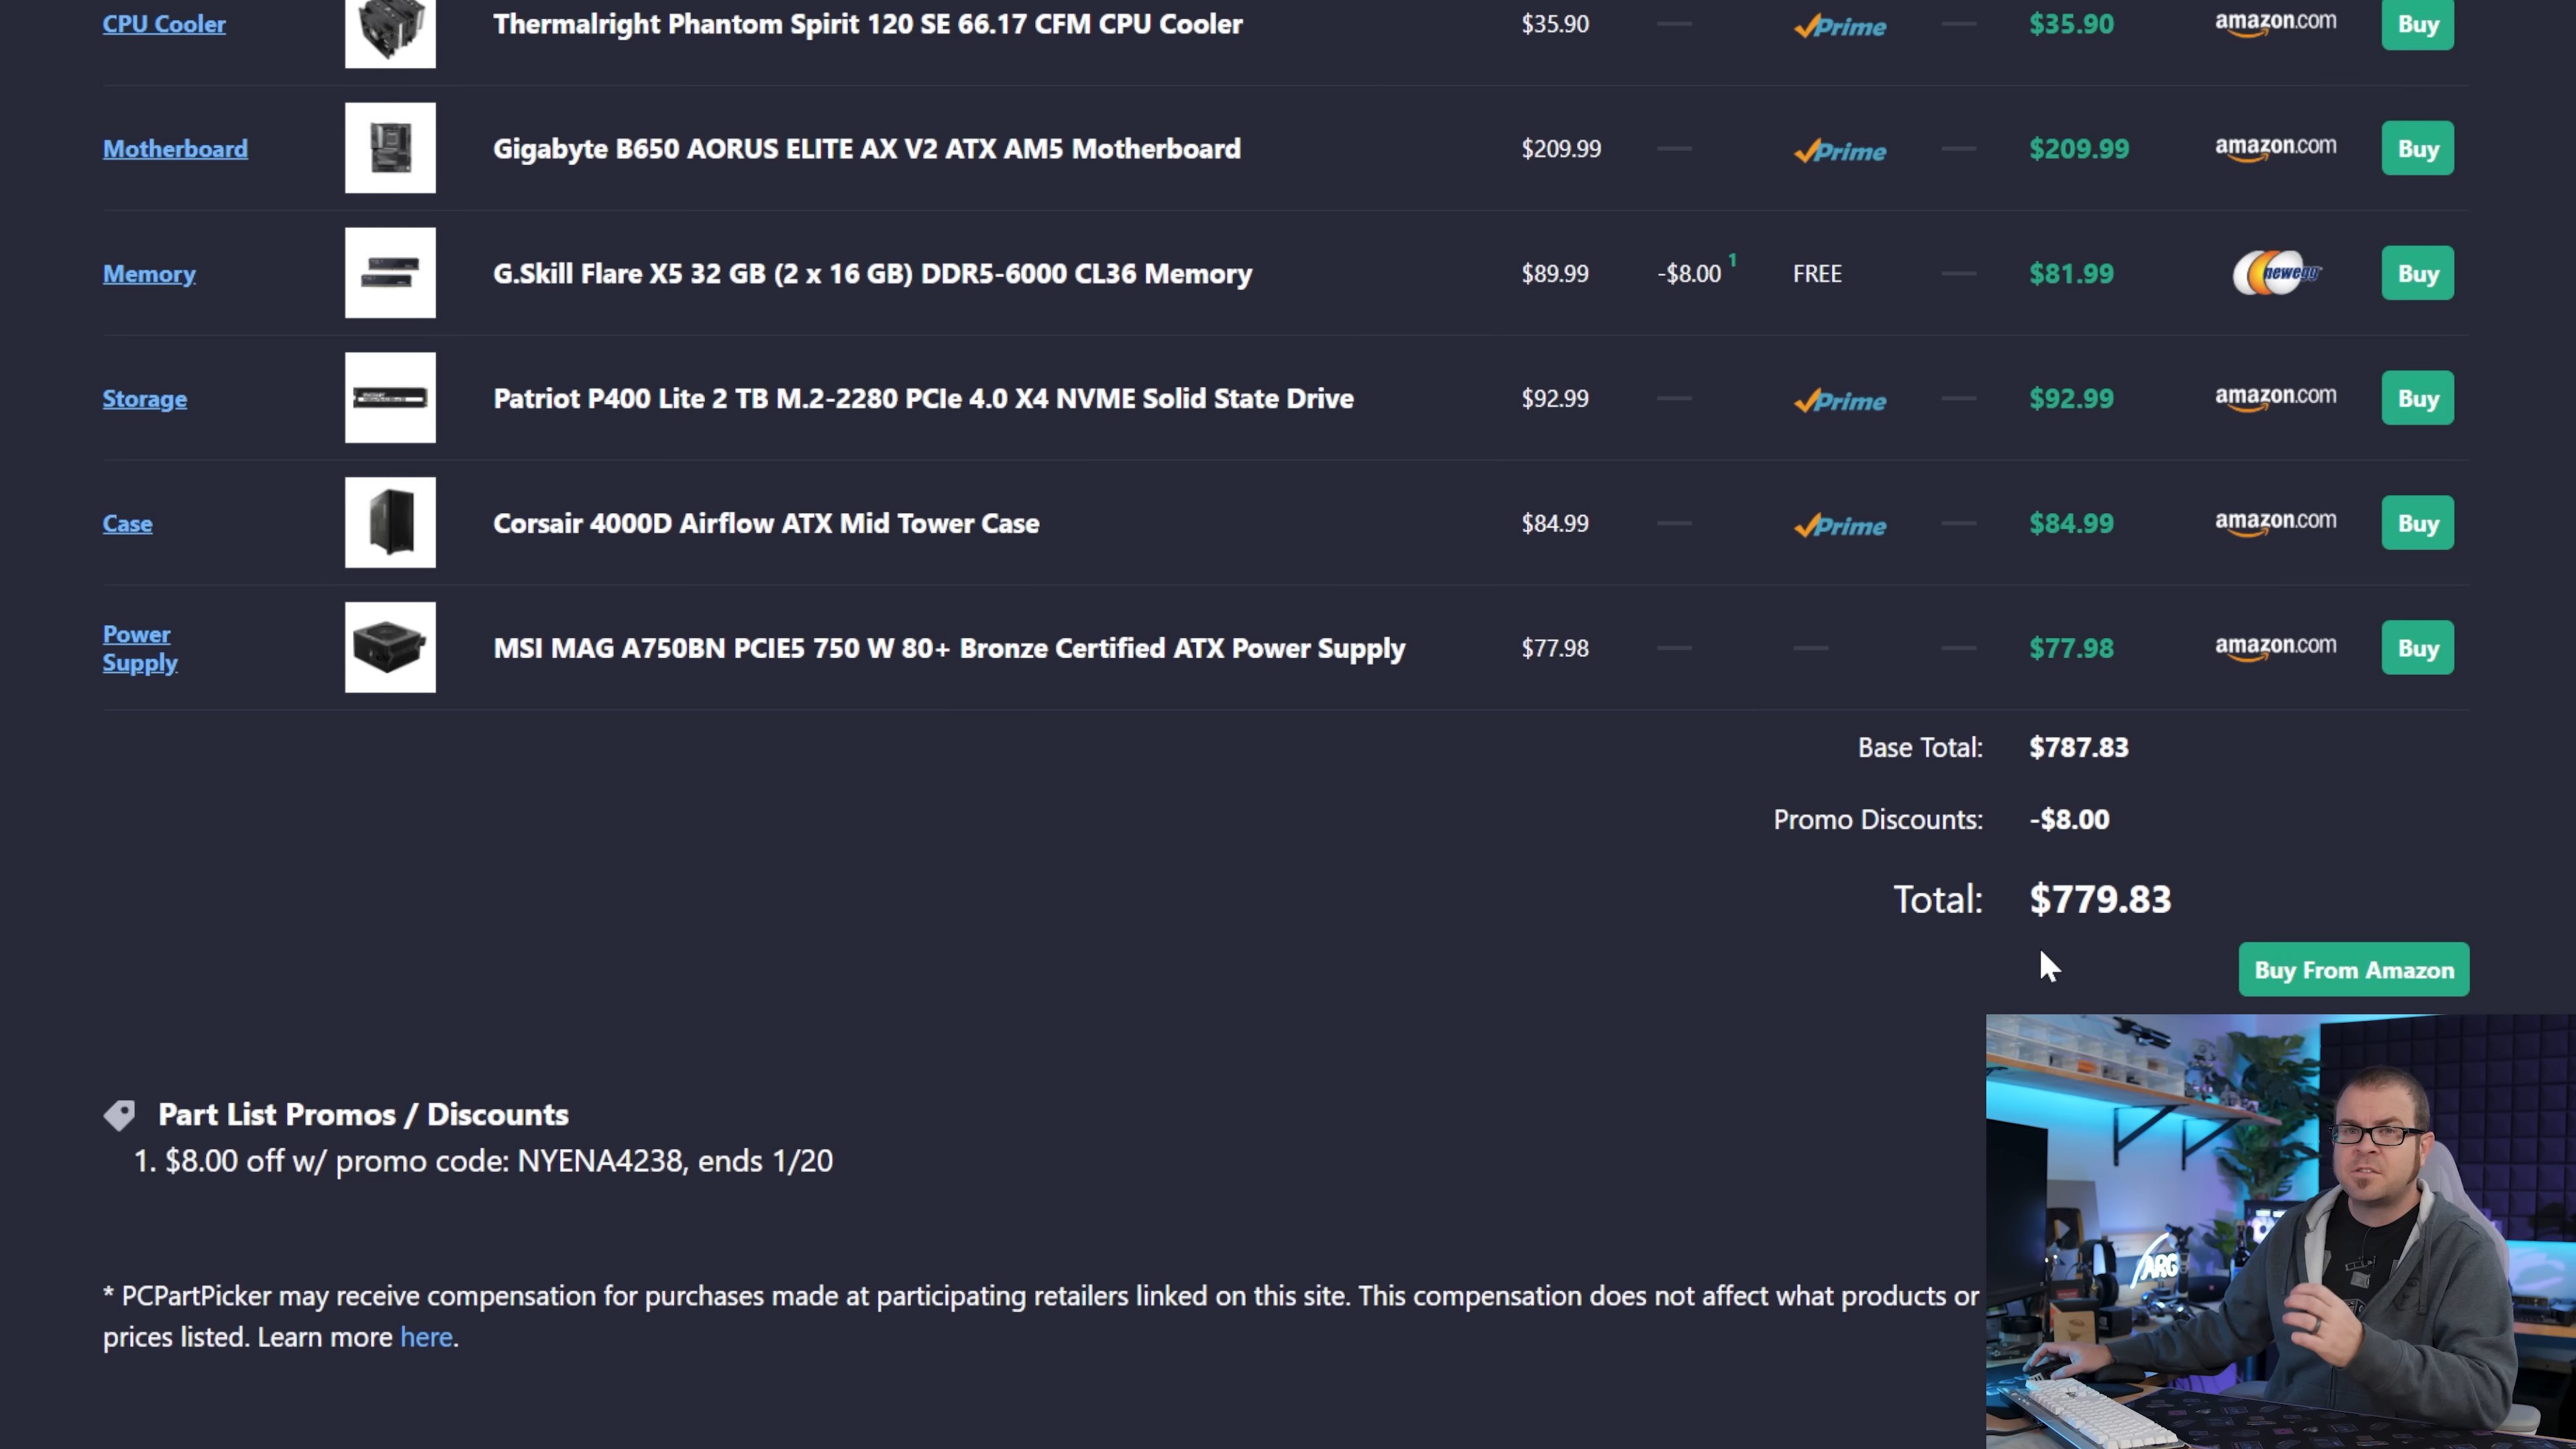 CPU Cooler Thermalright Phantom Spirit 120 SE 66.17 CFM CPU Cooler $35.90 — Prime — $35.90 amazon.com Buy
Motherboard Gigabyte B650 AORUS ELITE AX V2 ATX AM5 Motherboard $209.99 — Prime — $209.99 amazon.com Buy
Memory G.Skill Flare X5 32 GB (2 x 16 GB) DDR5-6000 CL36 Memory $89.99 -$8.00 1 FREE — $81.99 newegg Buy
Storage Patriot P400 Lite 2 TB M.2-2280 PCIe 4.0 X4 NVME Solid State Drive $92.99 — Prime — $92.99 amazon.com Buy
Case Corsair 4000D Airflow ATX Mid Tower Case $84.99 — Prime — $84.99 amazon.com Buy
Power
Supply MSI MAG A750BN PCIE5 750 W 80+ Bronze Certified ATX Power Supply $77.98 — — — $77.98 amazon.com Buy
Base Total: $787.83
Promo Discounts: -$8.00
Total: $779.83
Buy From Amazon
Part List Promos / Discounts
1. $8.00 off w/ promo code: NYENA4238, ends 1/20
* PCPartPicker may receive compensation for purchases made at participating retailers linked on this site. This compensation does not affect what products or
prices listed. Learn more here.
ARG